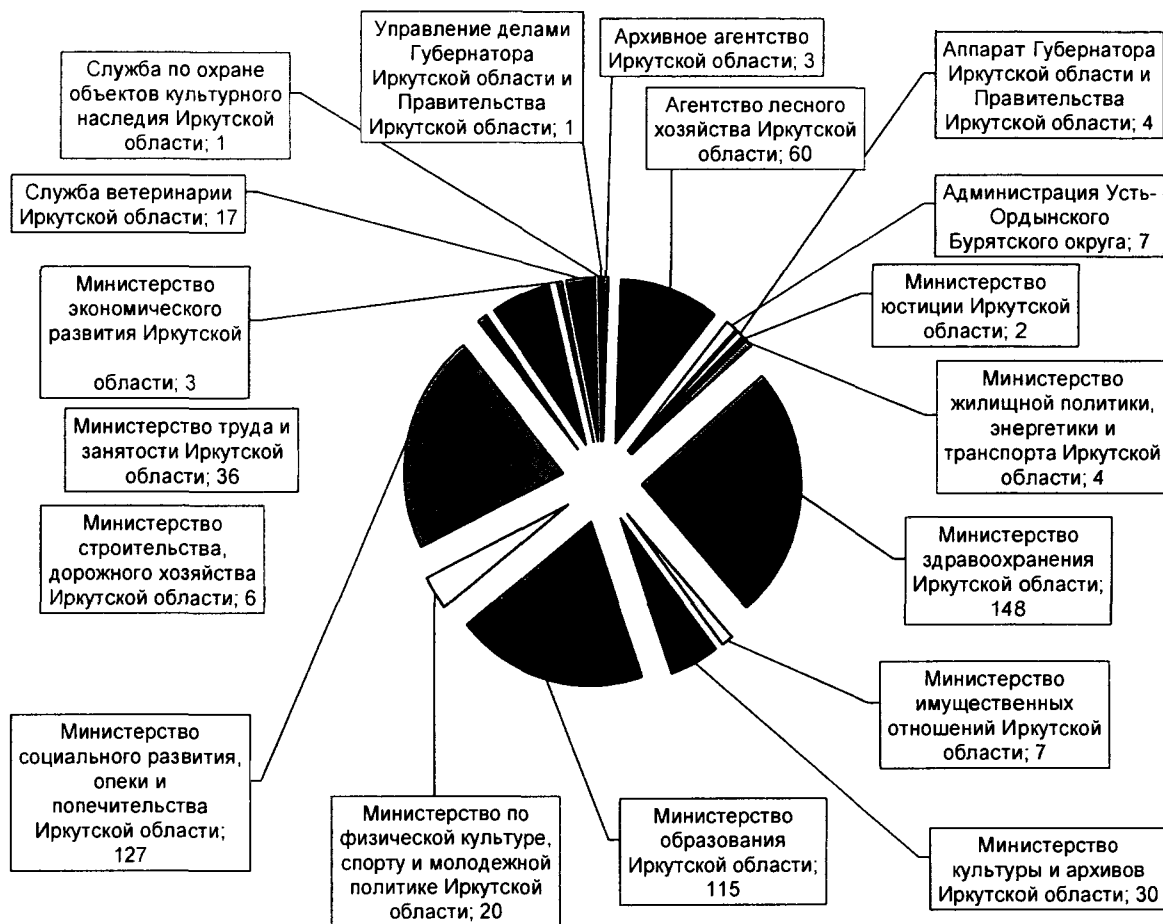 Управление делами
Губернатора
Иркутской области и
Правительства
Иркутской области; 1
Архивное агентство
Иркутской области; 3
Аппарат Губернатора
Иркутской области и
Правительства
Иркутской области; 4
Служба по охране
объектов культурного
наследия Иркутской
области; 1
Агентство лесного
хозяйства Иркутской
области; 60
Служба ветеринарии
Иркутской области; 17
Администрация Усть-
Ордынского
Бурятского округа; 7
Министерство
экономического
развития Иркутской
области; 3
Министерство
юстиции Иркутской
области; 2
Министерство
жилищной политики,
энергетики и
транспорта Иркутской
области; 4
Министерство труда и
занятости Иркутской
области; 36
Министерство
строительства,
дорожного хозяйства
Иркутской области; 6
Министерство
здравоохранения
Иркутской области;
148
Министерство
имущественных
отношений Иркутской
области; 7
Министерство
социального развития,
опеки и
попечительства
Иркутской области;
127
Министерство по
физической культуре,
спорту и молодежной
политике Иркутской
области; 20
Министерство
образования
Иркутской области;
115
Министерство
культуры и архивов
Иркутской области; 30